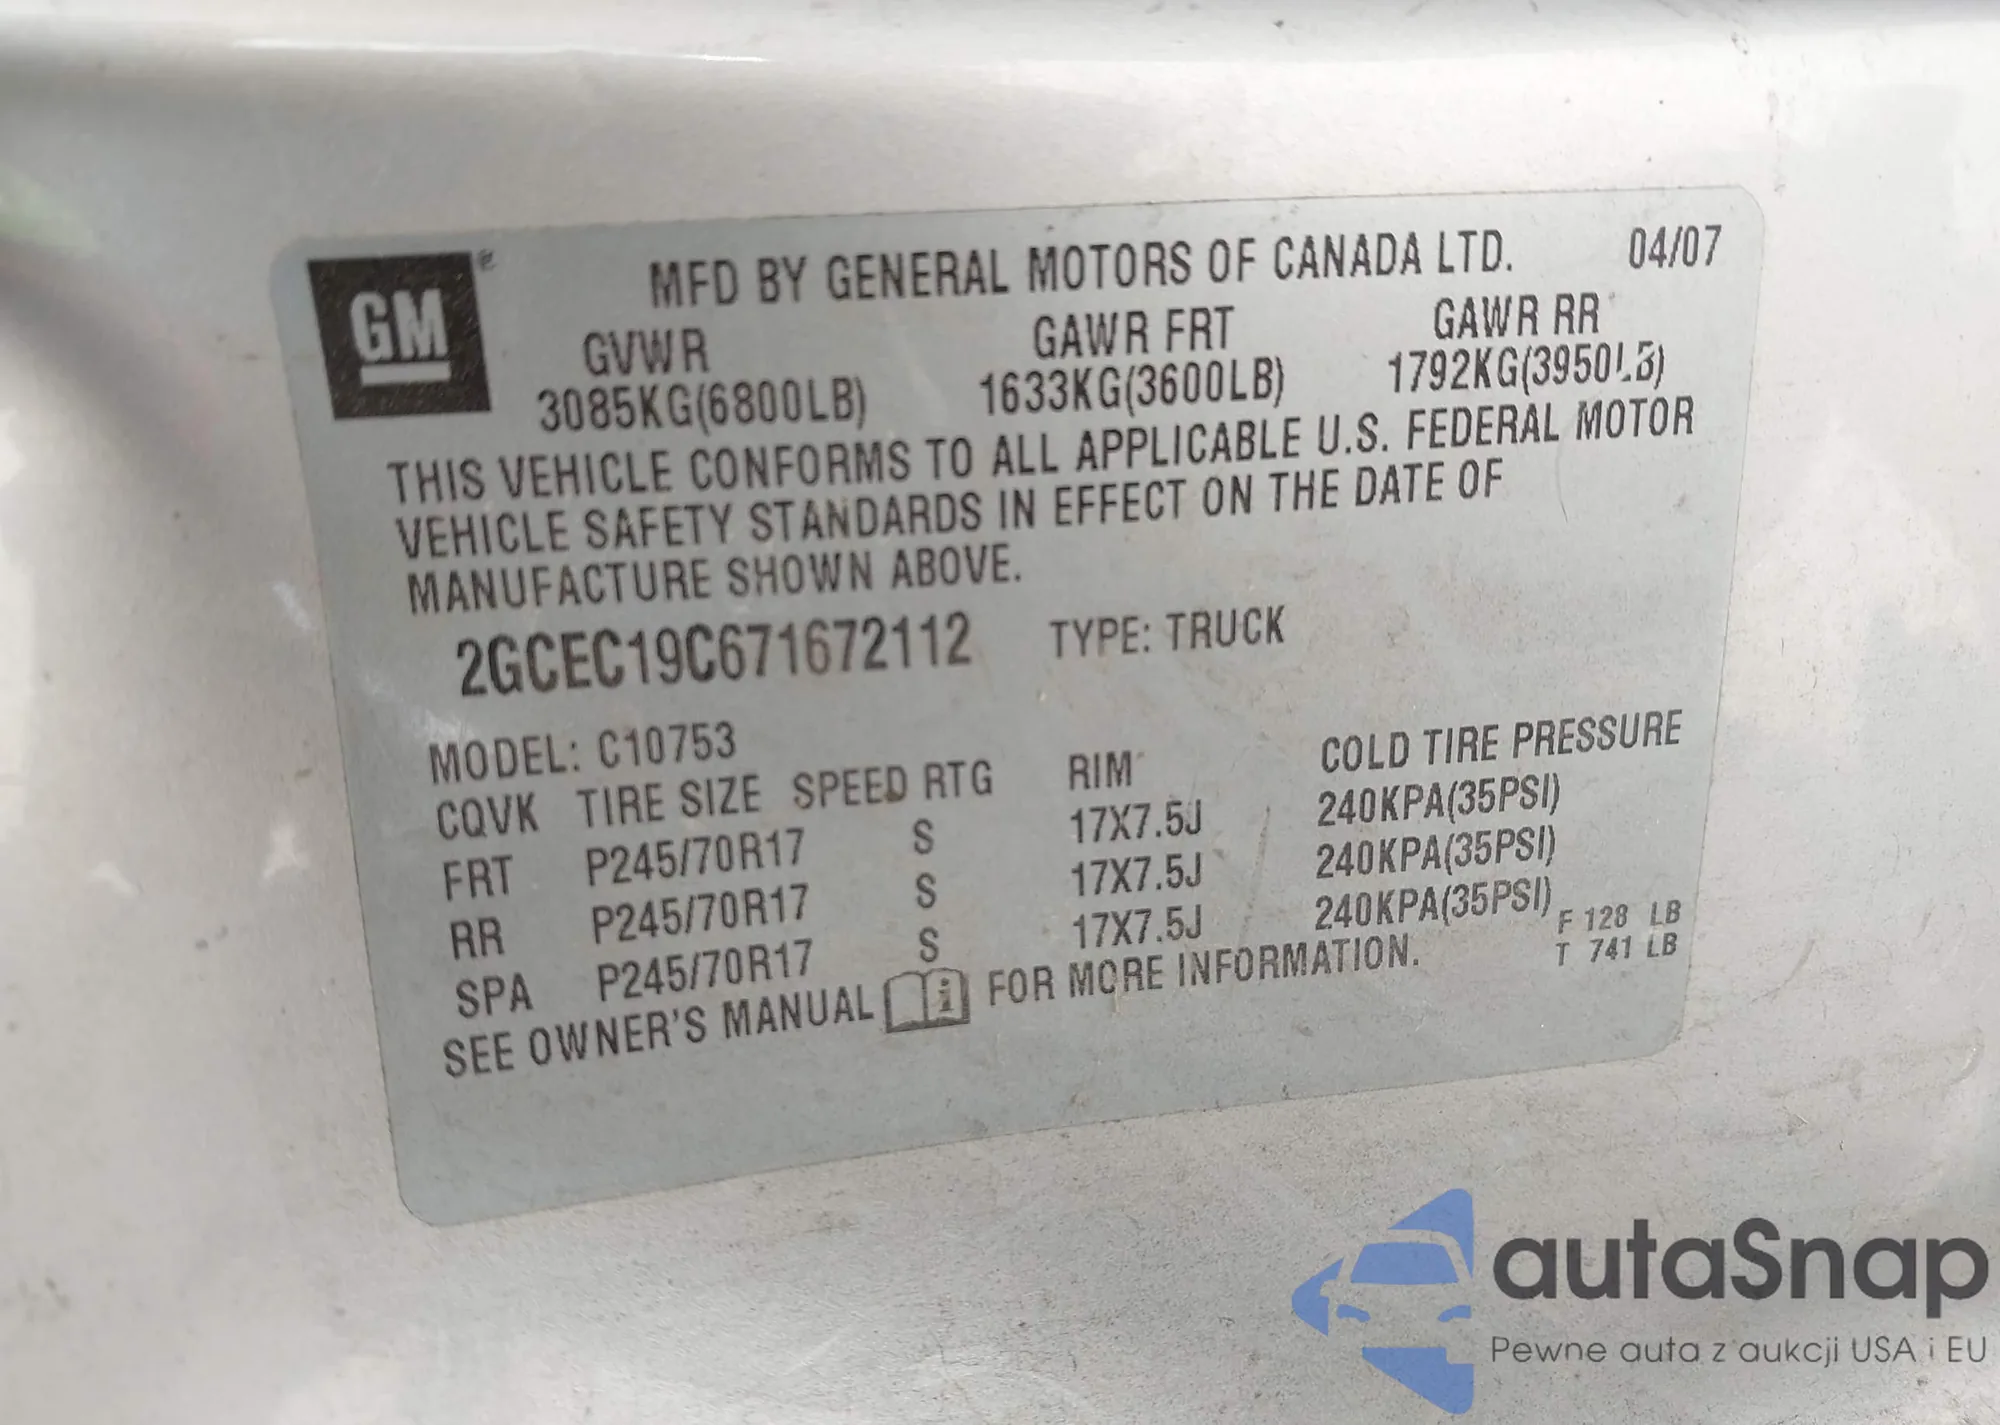 GM
MFD BY GENERAL MOTORS OF CANADA LTD. 04/07
GVWR GAWR FRT GAWR RR
3085KG(6800LB) 1633KG(3600LB) 1792KG(3950LB)
THIS VEHICLE CONFORMS TO ALL APPLICABLE U.S. FEDERAL MOTOR
VEHICLE SAFETY STANDARDS IN EFFECT ON THE DATE OF
MANUFACTURE SHOWN ABOVE.
2GCEC19C671672112 TYPE: TRUCK
MODEL: C10753
CQVK TIRE SIZE SPEED RTG RIM COLD TIRE PRESSURE
FRT P245/70R17 S 17X7.5J 240KPA(35PSI)
RR P245/70R17 S 17X7.5J 240KPA(35PSI)
SPA P245/70R17 S 17X7.5J 240KPA(35PSI)
F 128 LB
T 741 LB
SEE OWNER'S MANUAL i FOR MORE INFORMATION.
autaSnap
Pewne auta z aukcji USA i EU